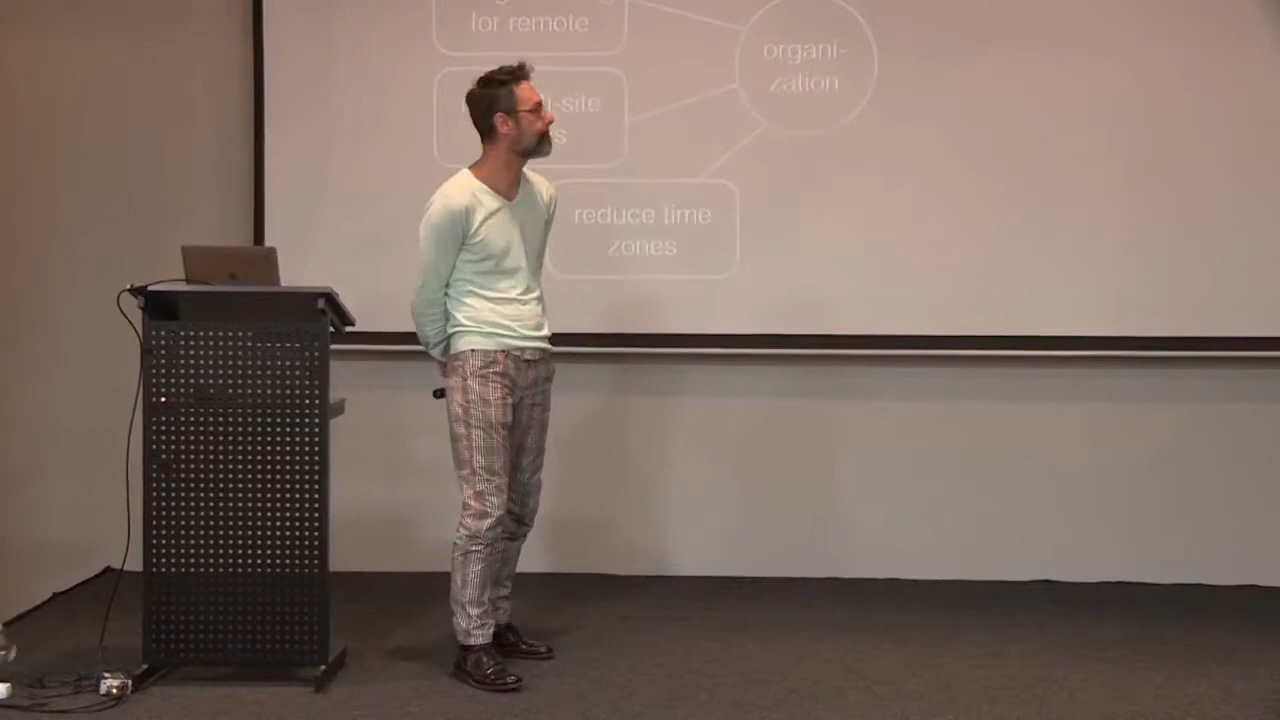 for remote
organi-
zation
-site
reduce time
zones